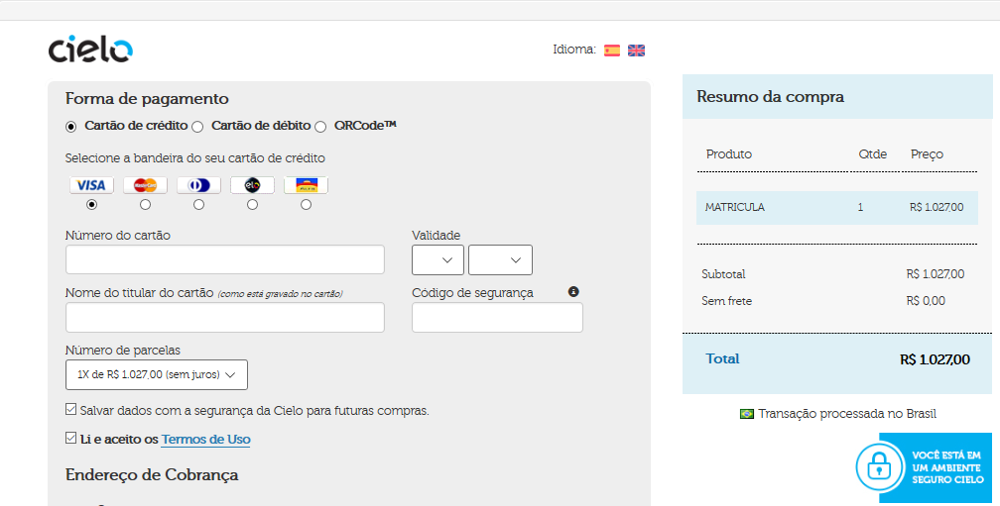 cielo
Idioma:
Forma de pagamento
Cartão de crédito Cartão de débito QRCode™
Selecione a bandeira do seu cartão de crédito
VISA MasterCard elo
Número do cartão Validade
Nome do titular do cartão (como está gravado no cartão) Código de segurança
Número de parcelas
1X de R$ 1.027,00 (sem juros)
Salvar dados com a segurança da Cielo para futuras compras.
Li e aceito os Termos de Uso
Endereço de Cobrança
Resumo da compra
Produto Qtde Preço
MATRICULA 1 R$ 1.027,00
Subtotal R$ 1.027,00
Sem frete R$ 0,00
Total R$ 1.027,00
Transação processada no Brasil
VOCÊ ESTÁ EM
UM AMBIENTE
SEGURO CIELO